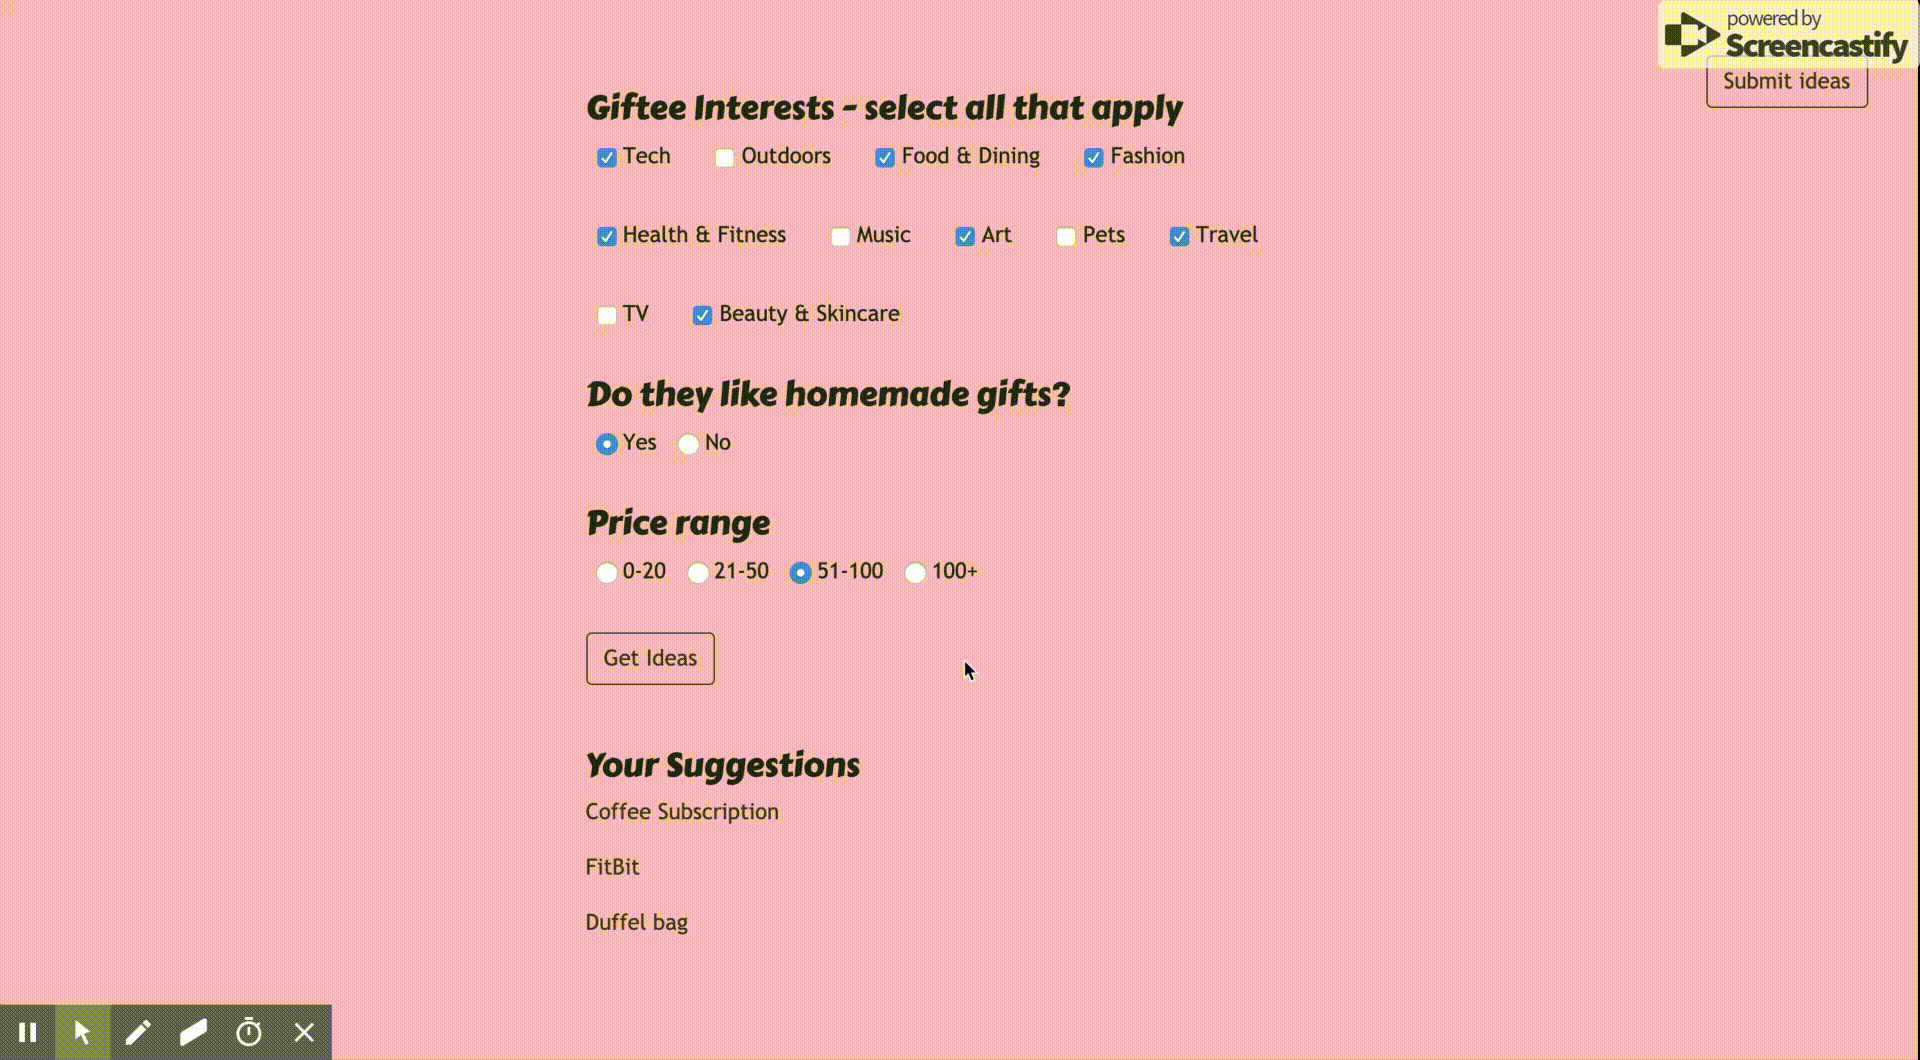 powered by
Screencastify
Submit ideas
Giftee Interests - select all that apply
Tech Outdoors Food & Dining Fashion
Health & Fitness Music Art Pets Travel
TV Beauty & Skincare
Do they like homemade gifts?
Yes No
Price range
0-20 21-50 51-100 100+
Get Ideas
Your Suggestions
Coffee Subscription
FitBit
Duffel bag